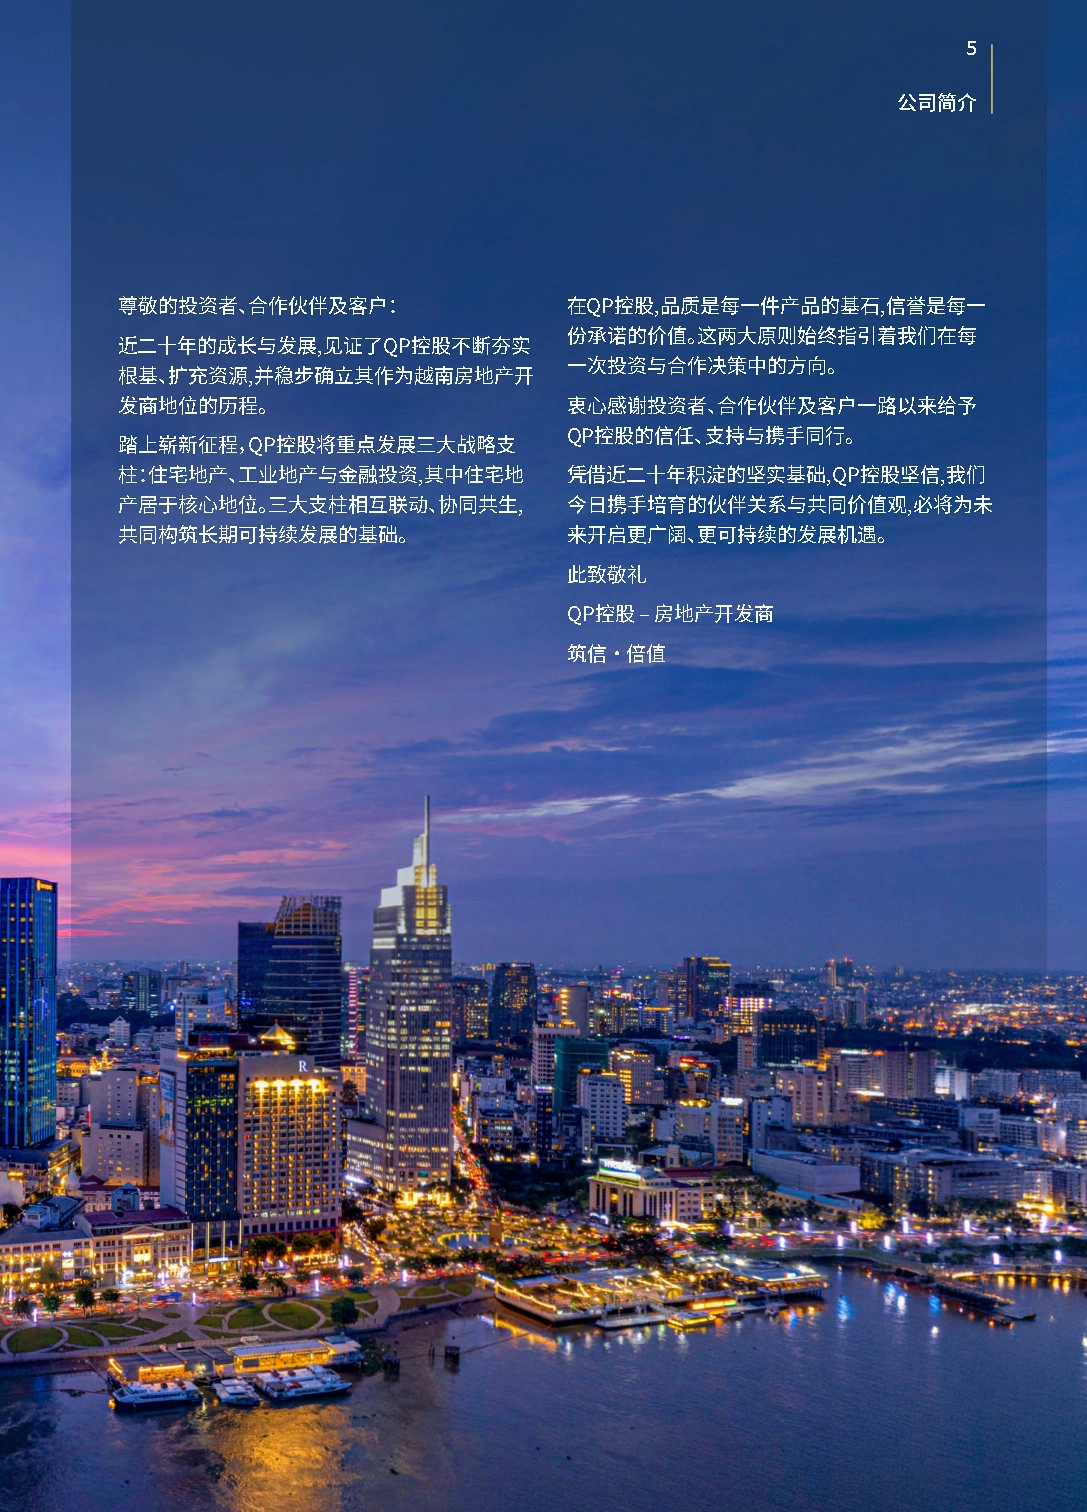 5
公司简介
尊敬的投资者、合作伙伴及客户：
近二十年的成长与发展,见证了QP控股不断夯实
根基、扩充资源,并稳步确立其作为越南房地产开
发商地位的历程。
踏上崭新征程，QP控股将重点发展三大战略支
柱：住宅地产、工业地产与金融投资,其中住宅地
产居于核心地位。三大支柱相互联动、协同共生,
共同构筑长期可持续发展的基础。
在QP控股,品质是每一件产品的基石,信誉是每一
份承诺的价值。这两大原则始终指引着我们在每
一次投资与合作决策中的方向。
衷心感谢投资者、合作伙伴及客户一路以来给予
QP控股的信任、支持与携手同行。
凭借近二十年积淀的坚实基础,QP控股坚信,我们
今日携手培育的伙伴关系与共同价值观,必将为未
来开启更广阔、更可持续的发展机遇。
此致敬礼
QP控股 – 房地产开发商
筑信·倍值
R